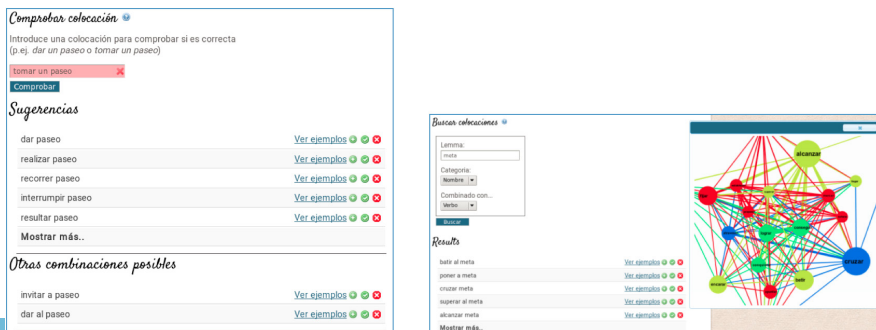 Comprobar colocación
Introduce una colocación para comprobar si es correcta
(p.ej. dar un paseo o tomar un paseo)
tomar un paseo
Comprobar
Sugerencias
dar paseo Ver ejemplos
realizar paseo Ver ejemplos
recorrer paseo Ver ejemplos
interrumpir paseo Ver ejemplos
resultar paseo Ver ejemplos
Mostrar más..
Otras combinaciones posibles
invitar a paseo Ver ejemplos
dar al paseo Ver ejemplos
Buscar colocaciones
Lemma:
meta
Categoria:
Nombre
Combinado con...
Verbo
Buscar
Results
batir al meta Ver ejemplos
poner a meta Ver ejemplos
cruzar meta Ver ejemplos
superar al meta Ver ejemplos
alcanzar meta Ver ejemplos
Mostrar más..
alcanzar
cruzar
batir